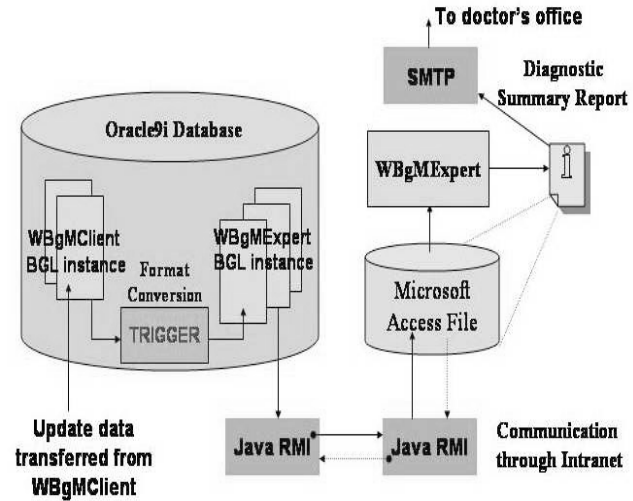 To doctor's office
SMTP
Diagnostic
Summary Report
Oracle9i Database
WBgMExpert
i
WBgMClient
BGL instance
WBgMExpert
BGL instance
Format
Conversion
TRIGGER
Microsoft
Access File
Update data
transferred from
WBgMClient
Java RMI
Java RMI
Communication
through Intranet